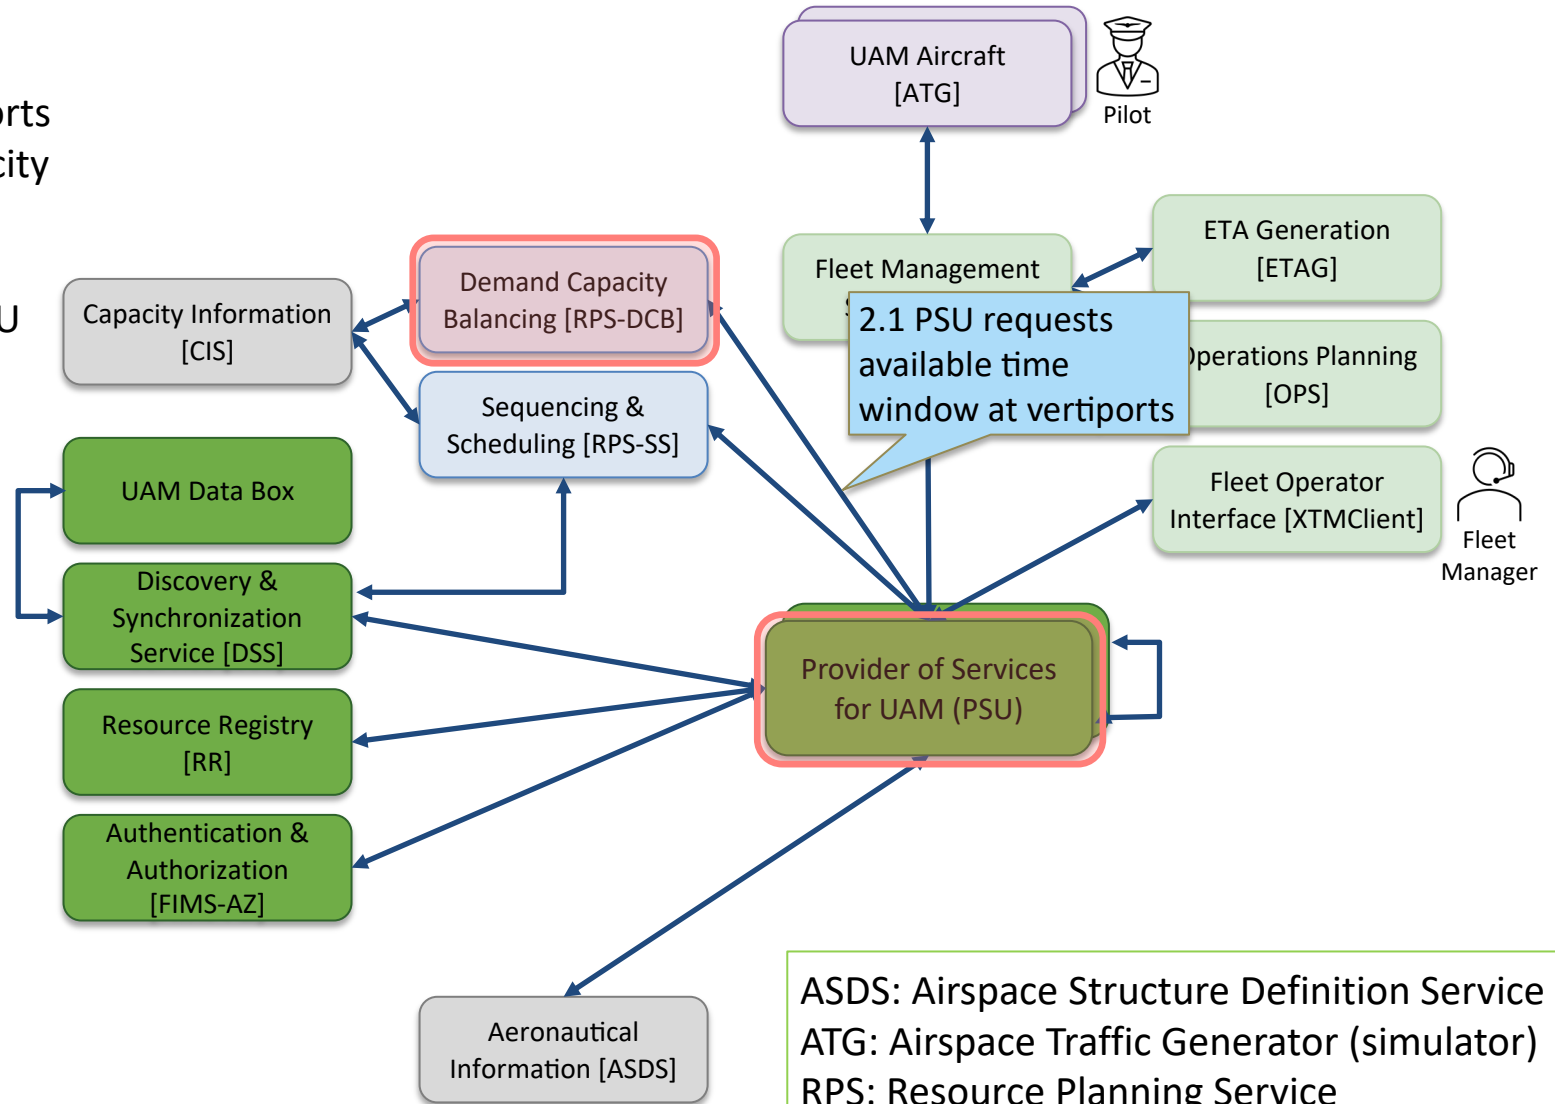 UAM Aircraft
[ATG]
Pilot
ETA Generation
[ETAG]
Fleet Management
Demand Capacity
Balancing [RPS-DCB]
Capacity Information
[CIS]
2.1 PSU requests
available time
window at vertiports
Planning
[OPS]
Sequencing &
Scheduling [RPS-SS]
UAM Data Box
Fleet Operator
Interface [XTMClient]
Fleet
Manager
Discovery &
Synchronization
Service [DSS]
Provider of Services
for UAM (PSU)
Resource Registry
[RR]
Authentication &
Authorization
[FIMS-AZ]
Aeronautical
Information [ASDS]
ASDS: Airspace Structure Definition Service
ATG: Airspace Traffic Generator (simulator)
RPS: Resource Planning Service